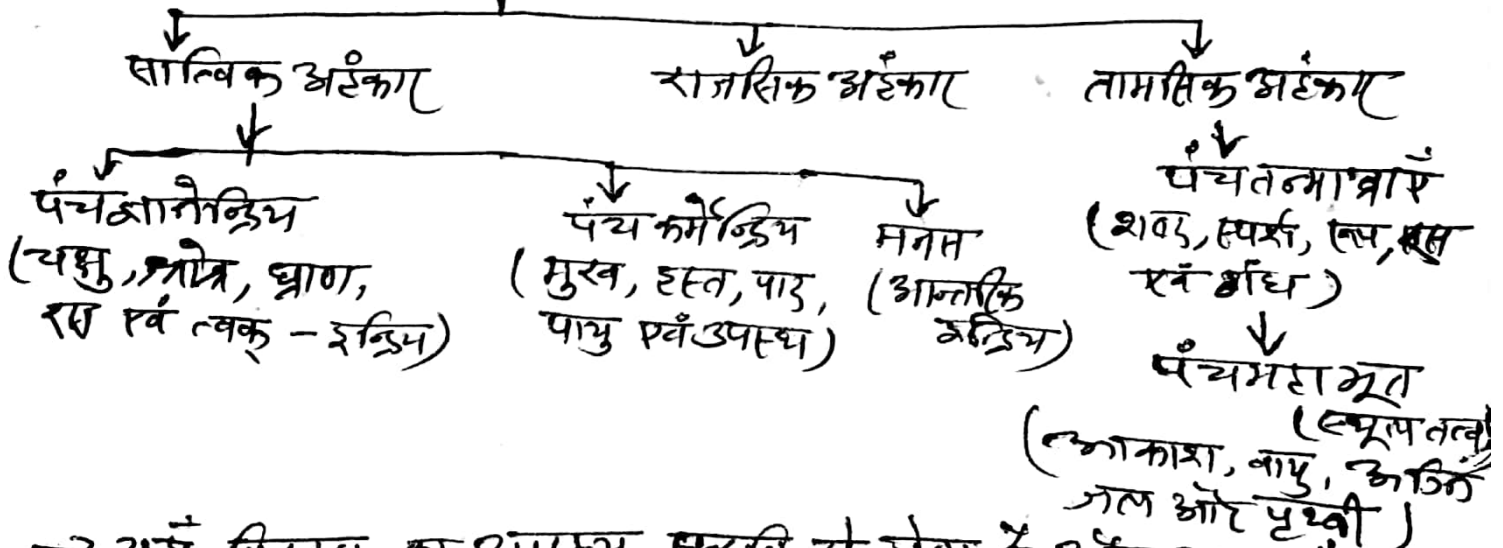 सात्विक अहंकार राजसिक अहंकार तामसिक अहंकार
पंचज्ञानेन्द्रिय
(चक्षु, श्रोत्र, घ्राण,
रस एवं त्वक् - इन्द्रिय)
पंच कर्मेन्द्रिय
(मुख, हस्त, पाद,
पायु एवं उपस्थ)
मनस
(आन्तरिक
इन्द्रिय)
पंचतन्मात्राएँ
(शब्द, स्पर्श, रूप, रस
एवं गंध)
पंचमहाभूत
(स्थूल तत्व)
(आकाश, वायु, अग्नि
जल और पृथ्वी)